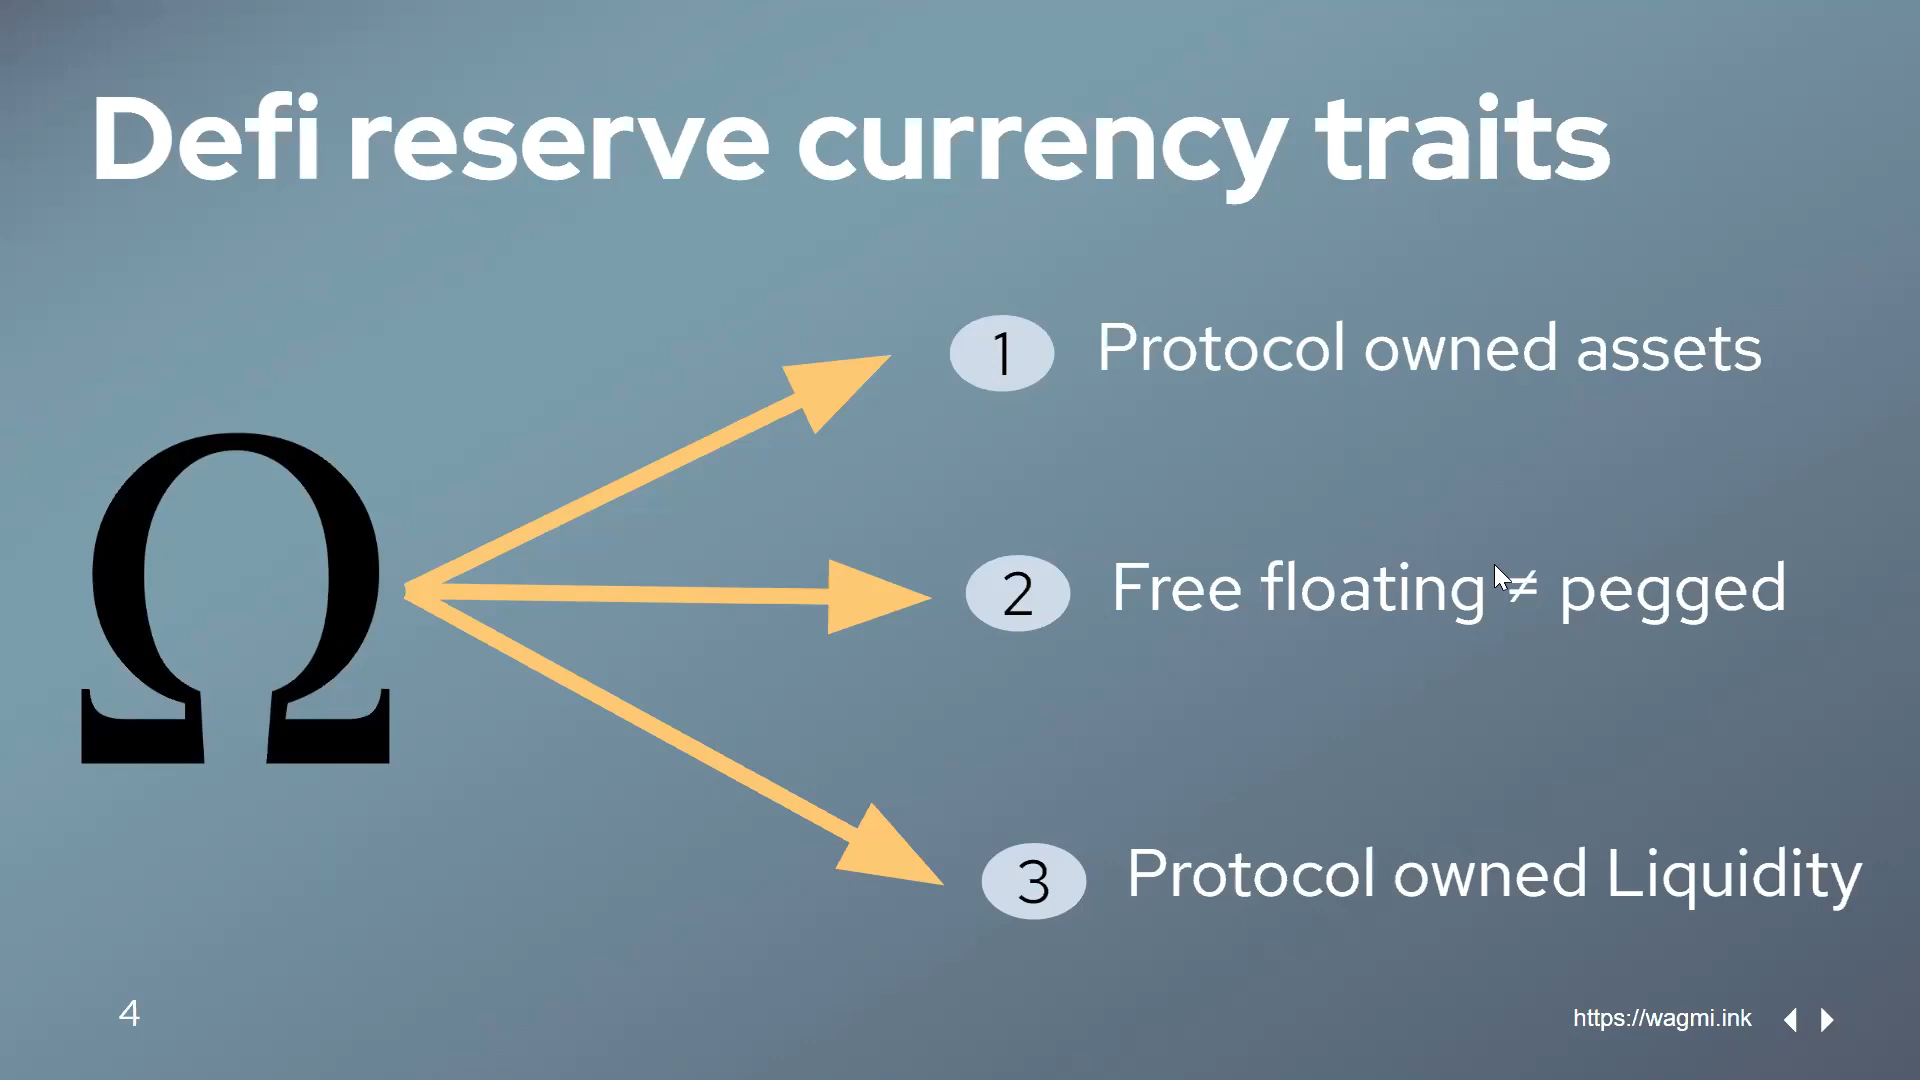 Defi reserve currency traits
Ω
1 Protocol owned assets
2 Free floating ≠ pegged
3 Protocol owned Liquidity
4
https://wagmi.ink